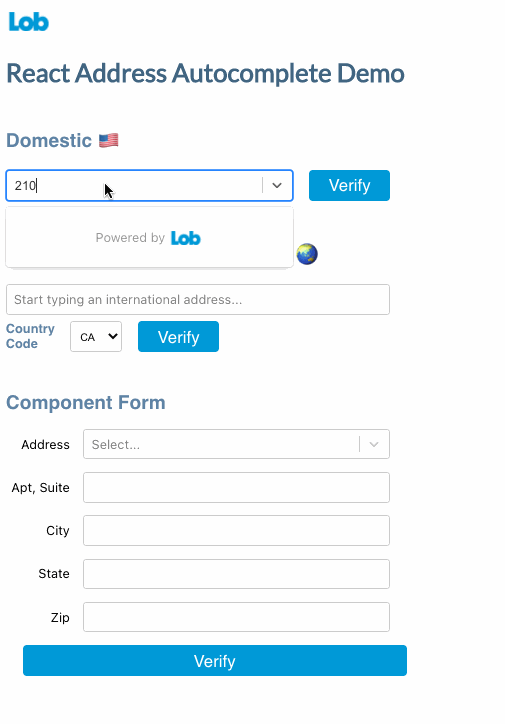 Lob
React Address Autocomplete Demo
Domestic
210
Verify
Powered by Lob
Start typing an international address...
Country
Code
CA
Verify
Component Form
Address
Select...
Apt, Suite
City
State
Zip
Verify